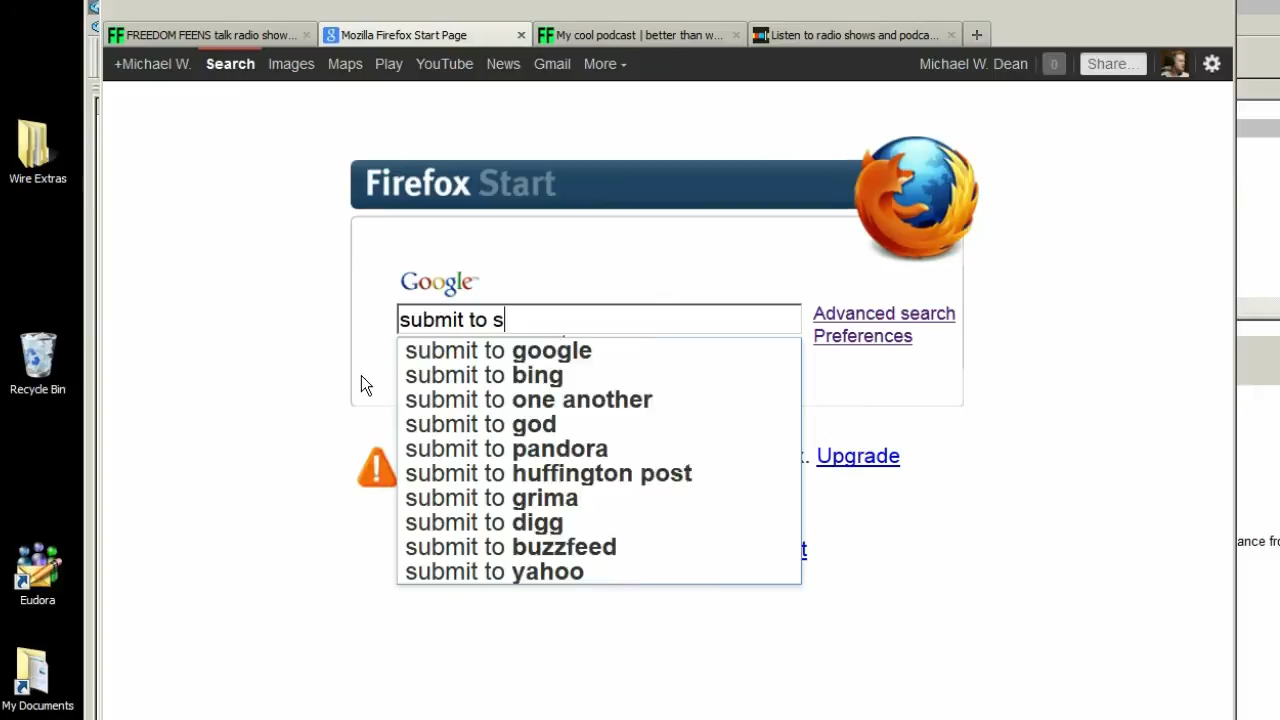 FREEDOM FEENS talk radio show...
Mozilla Firefox Start Page
My cool podcast | better than w...
Listen to radio shows and podca...
+Michael W. Search Images Maps Play YouTube News Gmail More
Michael W. Dean 0 Share...
Wire Extras
Firefox Start
Google™
submit to s
Advanced search
Preferences
submit to google
submit to bing
submit to one another
submit to god
submit to pandora
submit to huffington post
submit to grima
submit to digg
submit to buzzfeed
submit to yahoo
x. Upgrade
Recycle Bin
ance fro
Eudora
My Documents